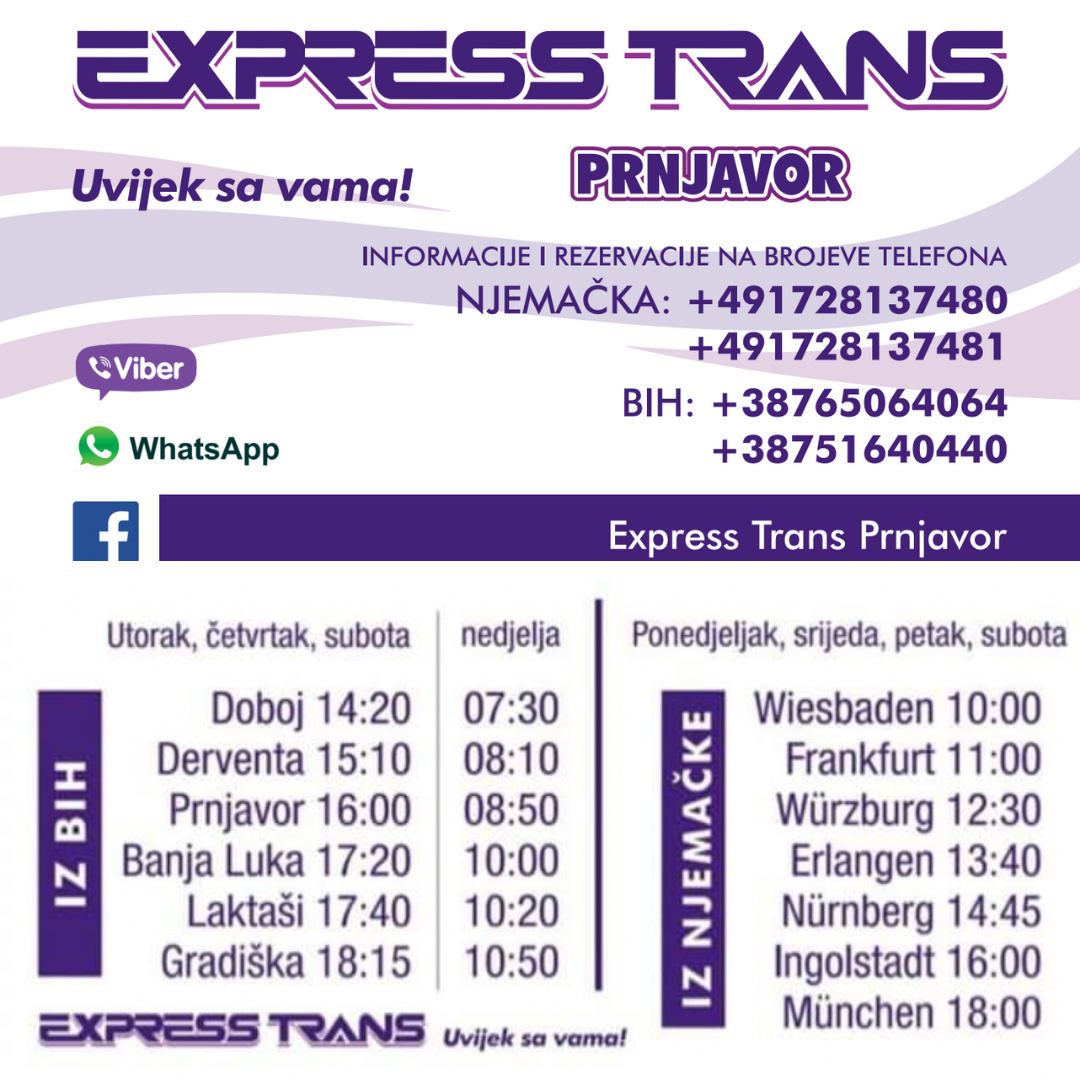 EXPRESS TRANS
Uvijek sa vama!
PRNJAVOR
INFORMACIJE I REZERVACIJE NA BROJEVE TELEFONA
NJEMAČKA: +491728137480
+491728137481
Viber
BIH: +38765064064
WhatsApp
+38751640440
f
Express Trans Prnjavor
Utorak, četvrtak, subota
nedjelja
IZ BIH
Doboj 14:20 07:30
Derventa 15:10 08:10
Prnjavor 16:00 08:50
Banja Luka 17:20 10:00
Laktaši 17:40 10:20
Gradiška 18:15 10:50
Ponedjeljak, srijeda, petak, subota
IZ NJEMAČKE
Wiesbaden 10:00
Frankfurt 11:00
Würzburg 12:30
Erlangen 13:40
Nürnberg 14:45
Ingolstadt 16:00
München 18:00
EXPRESS TRANS Uvijek sa vama!